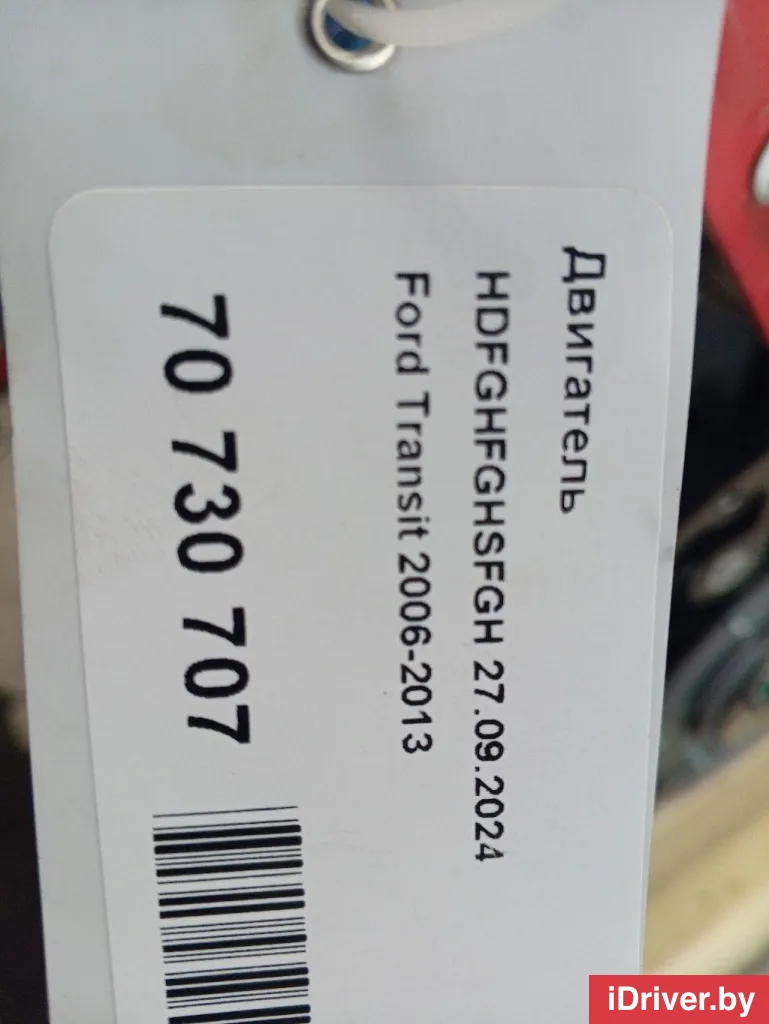 Двигатель
HDFGHFGHSFGH 27.09.2024
Ford Transit 2006-2013
70 730 707
iDriver.by